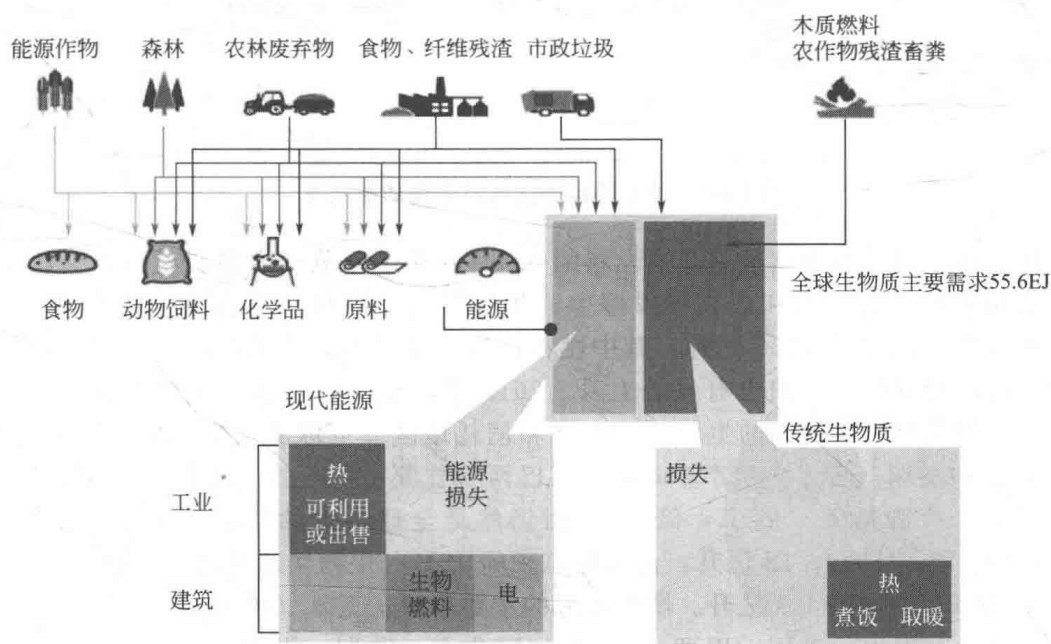 能源作物
森林
农林废弃物
食物、纤维残渣
市政垃圾
木质燃料
农作物残渣畜粪
食物
动物饲料
化学品
原料
能源
全球生物质主要需求55.6EJ
现代能源
传统生物质
工业
热
可利用
或出售
能源
损失
建筑
生物
燃料
电
损失
热
煮饭 取暖